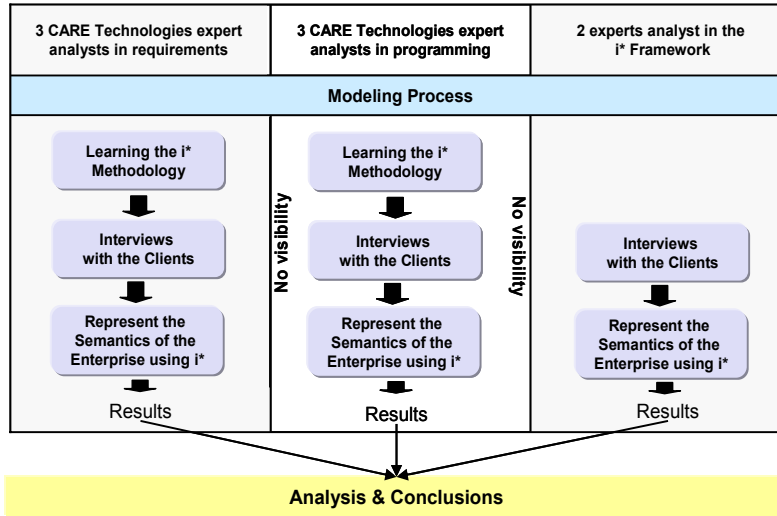 3 CARE Technologies expert
analysts in requirements
3 CARE Technologies expert
analysts in programming
2 experts analyst in the
i* Framework
Modeling Process
Learning the i*
Methodology
Interviews
with the Clients
Represent the
Semantics of the
Enterprise using i*
Results
No visibility
Learning the i*
Methodology
Interviews
with the Clients
Represent the
Semantics of the
Enterprise using i*
Results
No visibility
Interviews
with the Clients
Represent the
Semantics of the
Enterprise using i*
Results
Analysis & Conclusions